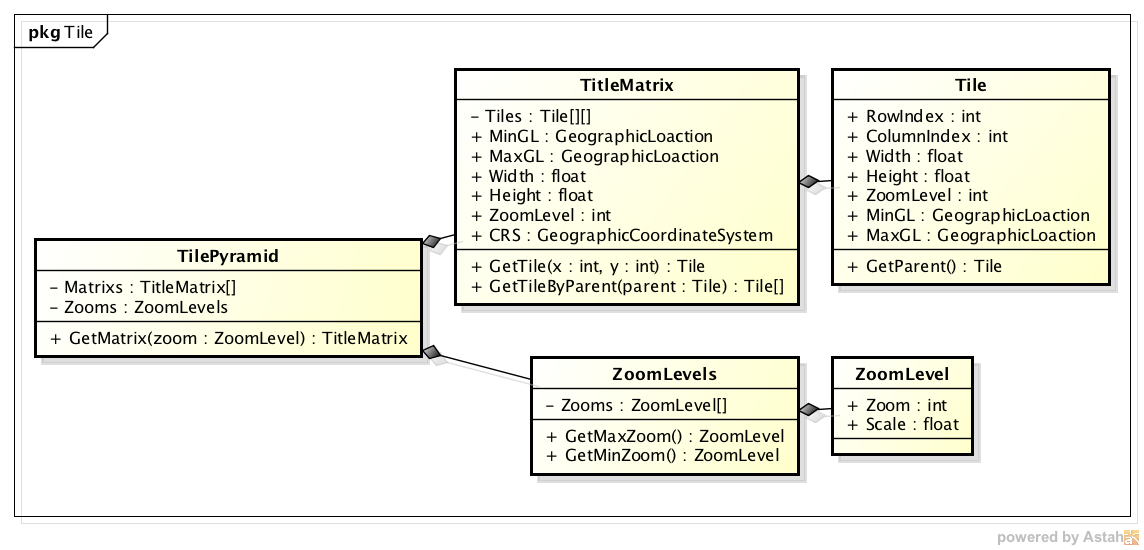 pkg Tile
TitleMatrix
- Tiles : Tile[][]
+ MinGL : GeographicLoaction
+ MaxGL : GeographicLoaction
+ Width : float
+ Height : float
+ ZoomLevel : int
+ CRS : GeographicCoordinateSystem
+ GetTile(x : int, y : int) : Tile
+ GetTileByParent(parent : Tile) : Tile[]
Tile
+ RowIndex : int
+ ColumnIndex : int
+ Width : float
+ Height : float
+ ZoomLevel : int
+ MinGL : GeographicLoaction
+ MaxGL : GeographicLoaction
+ GetParent() : Tile
TilePyramid
- Matrixs : TitleMatrix[]
- Zooms : ZoomLevels
+ GetMatrix(zoom : ZoomLevel) : TitleMatrix
ZoomLevels
- Zooms : ZoomLevel[]
+ GetMaxZoom() : ZoomLevel
+ GetMinZoom() : ZoomLevel
ZoomLevel
+ Zoom : int
+ Scale : float
powered by Astah